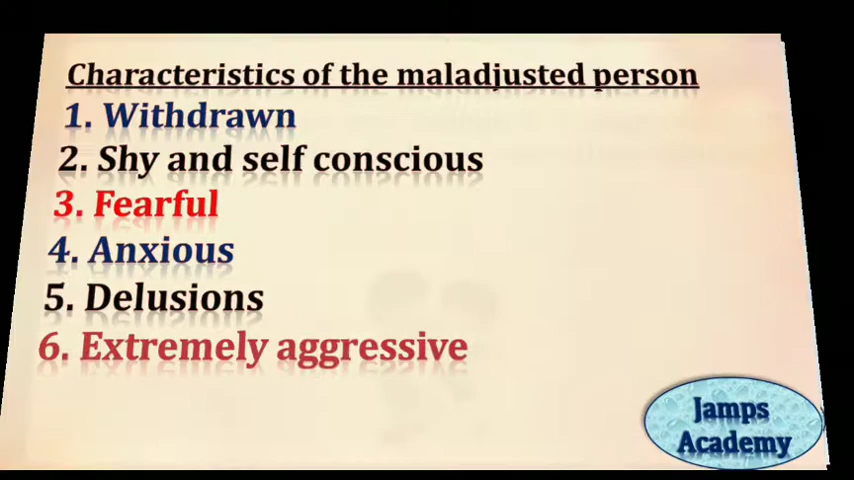 Characteristics of the maladjusted person
1. Withdrawn
2. Shy and self conscious
3. Fearful
4. Anxious
5. Delusions
6. Extremely aggressive
Jamps
Academy